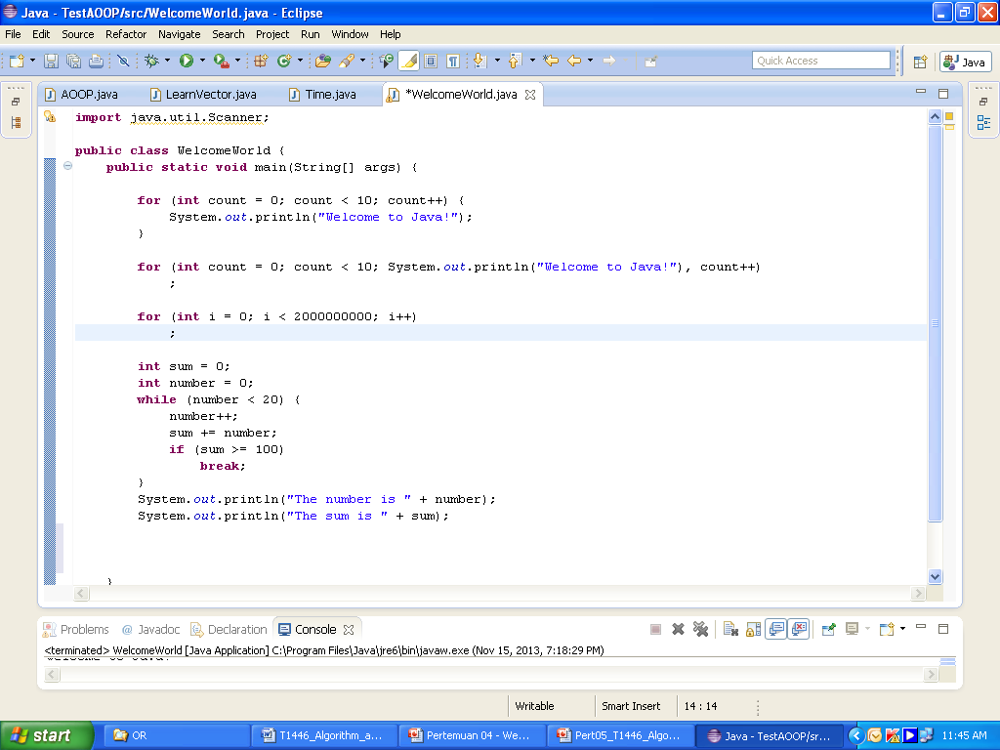 Java - TestAOOP/src/WelcomeWorld.java - Eclipse
File Edit Source Refactor Navigate Search Project Run Window Help
Quick Access
Java
AOOP.java LearnVector.java Time.java *WelcomeWorld.java
import java.util.Scanner;
public class WelcomeWorld {
public static void main(String[] args) {
for (int count = 0; count < 10; count++) {
System.out.println("Welcome to Java!");
}
for (int count = 0; count < 10; System.out.println("Welcome to Java!"), count++)
;
for (int i = 0; i < 2000000000; i++)
;
int sum = 0;
int number = 0;
while (number < 20) {
number++;
sum += number;
if (sum >= 100)
break;
}
System.out.println("The number is " + number);
System.out.println("The sum is " + sum);
}
Problems @ Javadoc Declaration Console
<terminated> WelcomeWorld [Java Application] C:\Program Files\Java\jre6\bin\javaw.exe (Nov 15, 2013, 7:18:29 PM)
Writable Smart Insert 14 : 14
start OR T1446_Algorithm_a... Pertemuan 04 - We... Pert05_T1446_Algo... Java - TestAOOP/sr... 11:45 AM